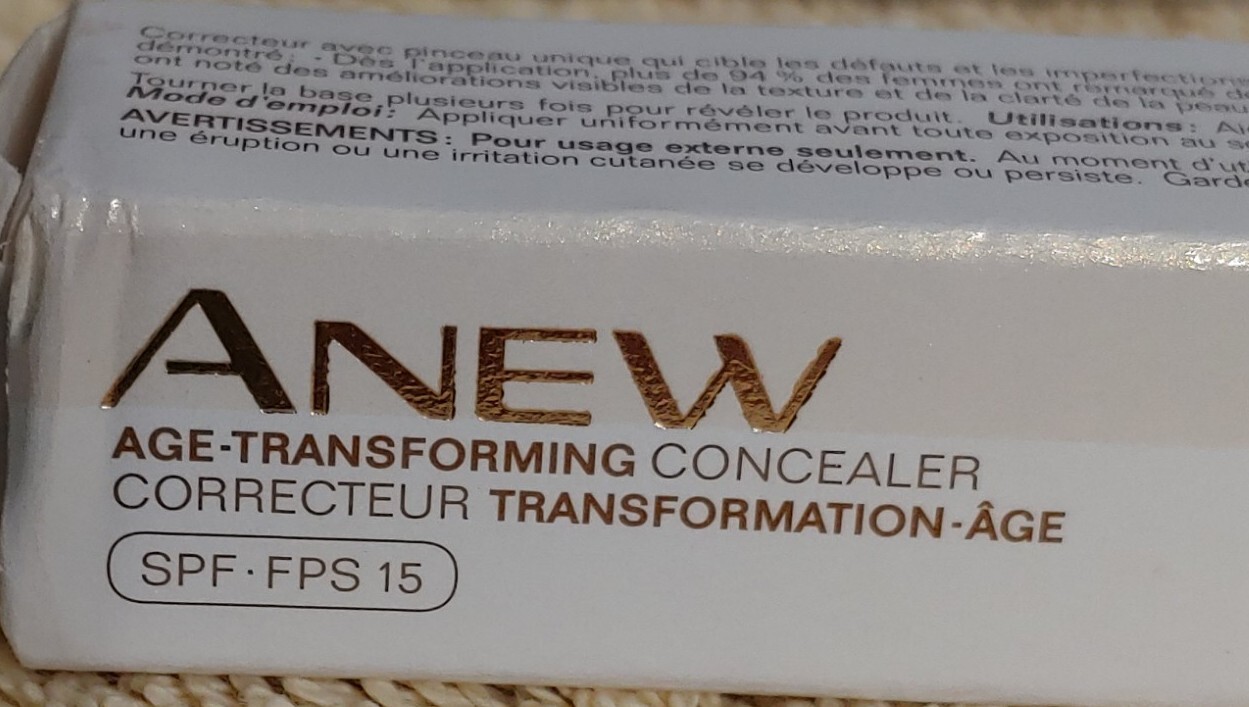 Correcteur avec pinceau unique qui cible les défauts et les imperfections
démontré: - Dès l'application, plus de 94 % des femmes ont remarqué
ont noté des améliorations visibles de la texture et de la clarté de la peau
Tourner la base plusieurs fois pour révéler le produit. Utilisations:
Mode d'emploi: Appliquer uniformément avant toute exposition au
AVERTISSEMENTS: Pour usage externe seulement. Au moment d'ut
une éruption ou une irritation cutanée se développe ou persiste. Gard
ANEW
AGE-TRANSFORMING CONCEALER
CORRECTEUR TRANSFORMATION-ÂGE
SPF·FPS 15